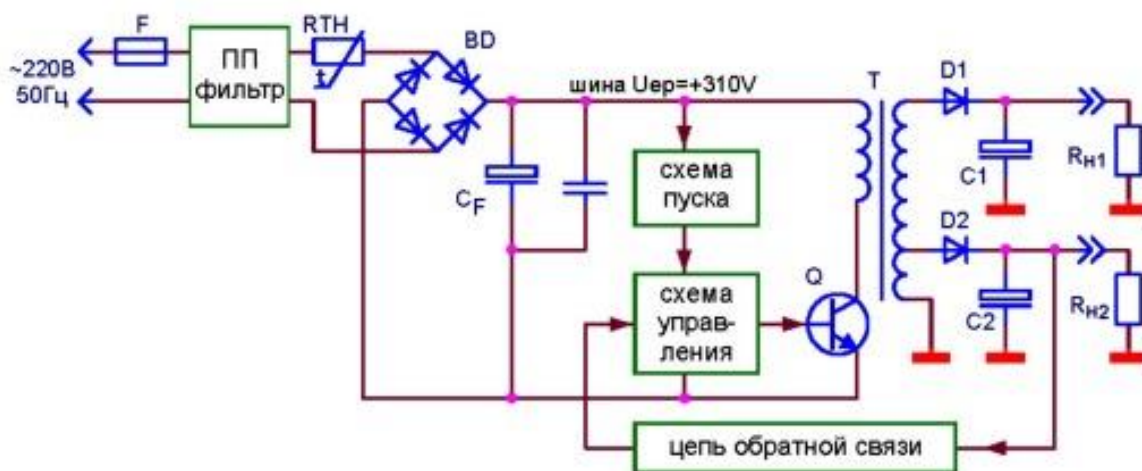 F
ПП
фильтр
RTH
t
BD
~220В
50Гц
шина Uep=+310V
T
D1
C1
Rн1
CF
схема
пуска
D2
Q
схема
управ-
ления
C2
Rн2
цепь обратной связи